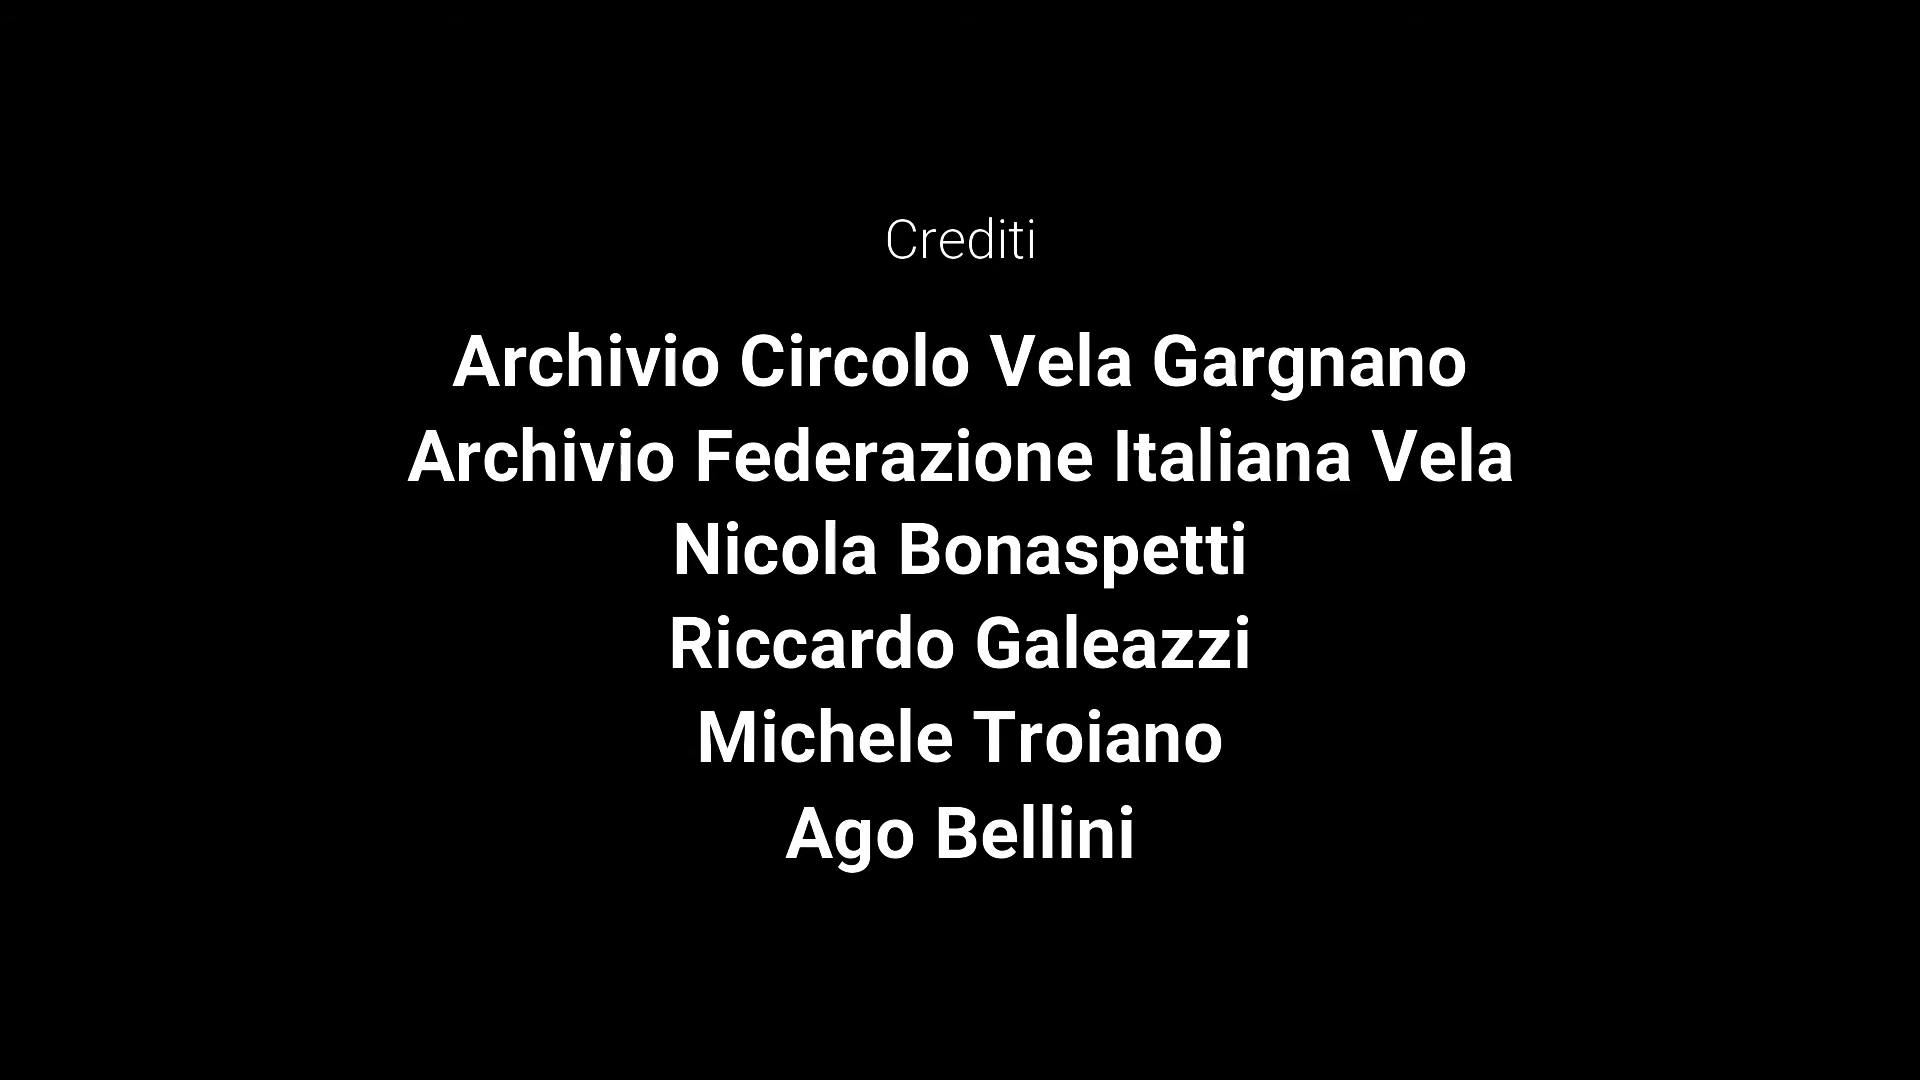 Crediti
Archivio Circolo Vela Gargnano
Archivio Federazione Italiana Vela
Nicola Bonaspetti
Riccardo Galeazzi
Michele Troiano
Ago Bellini